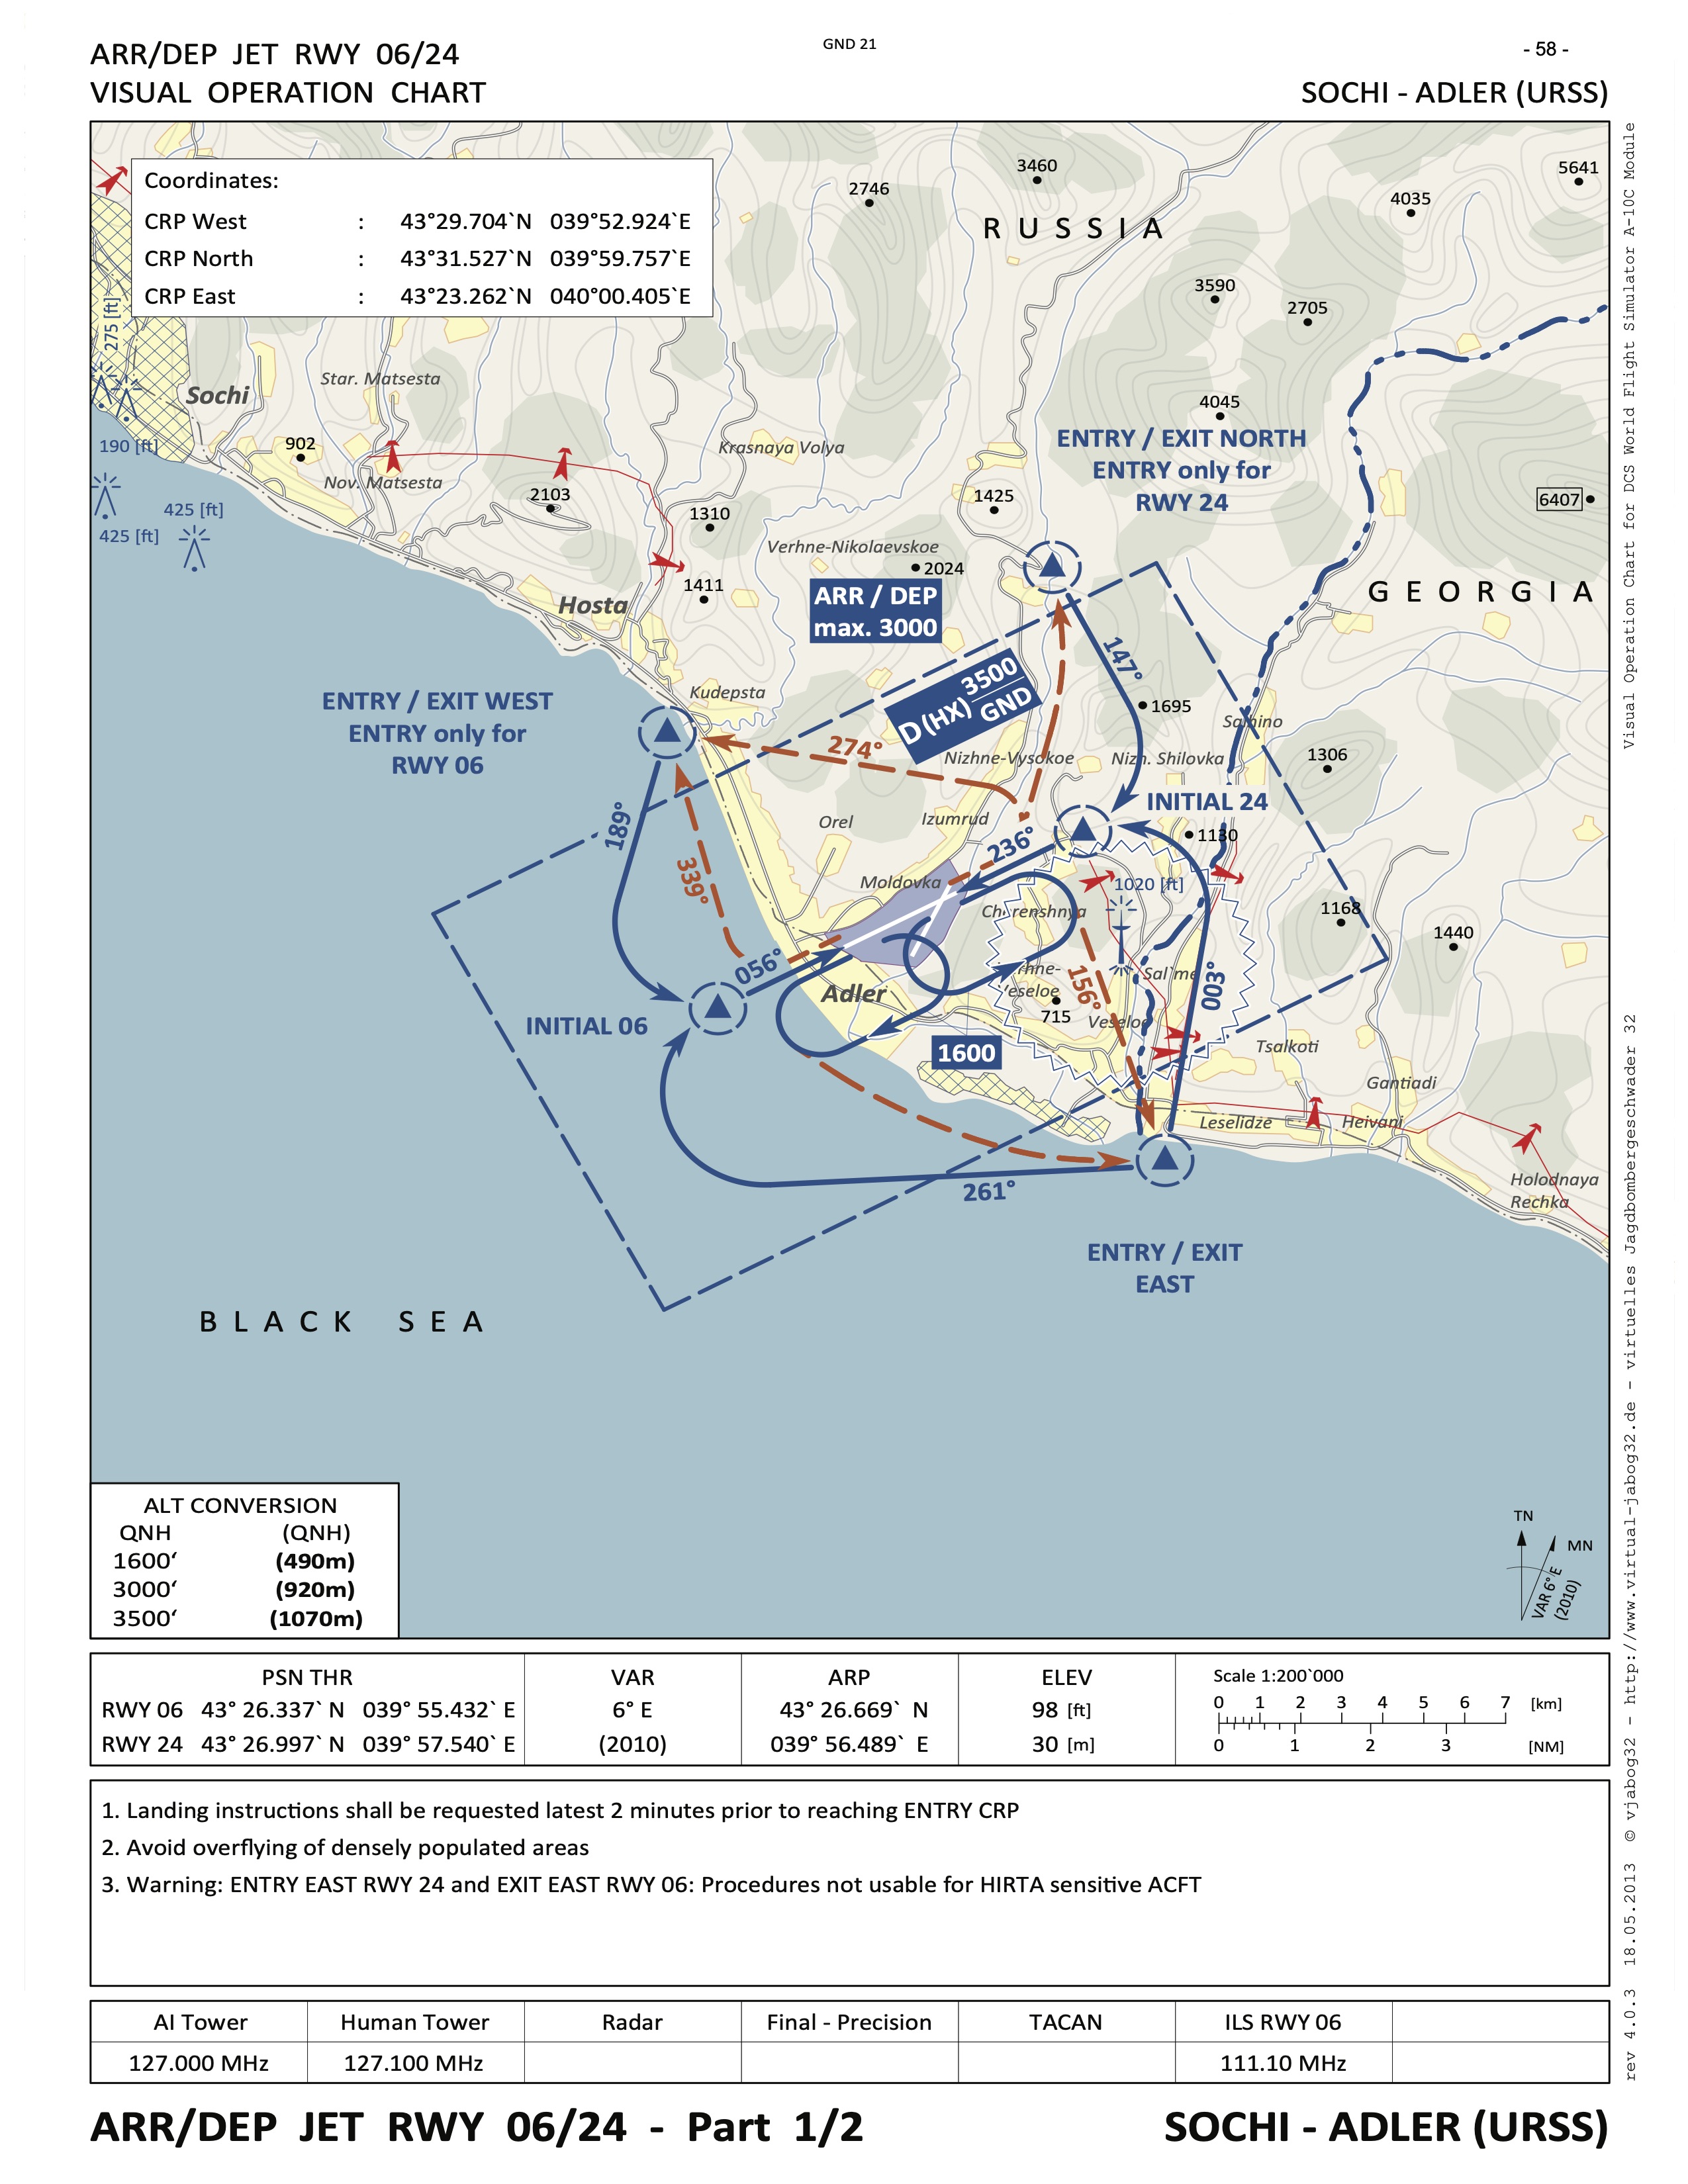 GND 21
- 58 -
ARR/DEP JET RWY 06/24
VISUAL OPERATION CHART
SOCHI - ADLER (URSS)
Coordinates:
CRP West : 43°29.704`N 039°52.924`E
CRP North : 43°31.527`N 039°59.757`E
CRP East : 43°23.262`N 040°00.405`E
2746
3460
5641
4035
RUSSIA
3590
2705
275 [ft]
Sochi
Star. Matsesta
4045
190 [ft]
902
Nov. Matsesta
Krasnaya Volya
ENTRY / EXIT NORTH
ENTRY only for
RWY 24
2103
1425
6407
425 [ft]
425 [ft]
1310
Verhne-Nikolaevskoe
2024
1411
Hosta
ARR / DEP
max. 3000
GEORGIA
147°
D(HX) 3500
GND
Kudepsta
ENTRY / EXIT WEST
ENTRY only for
RWY 06
1695
Salhino
274°
Nizhne-Vysokoe
Nizh. Shilovka
1306
INITIAL 24
189°
Orel
Izumrud
236°
1130
339°
Moldovka
1020 [ft]
Cherenshnya
1168
1440
056°
Adler
156°
Sal`me
003°
INITIAL 06
715
Veseloe
1600
Tsalkoti
Gantiadi
Leselidze
Heivani
261°
Holodnaya
Rechka
ENTRY / EXIT
EAST
BLACK SEA
ALT CONVERSION
QNH (QNH)
1600‘ (490m)
3000‘ (920m)
3500‘ (1070m)
TN
MN
VAR 6° E
(2010)
PSN THR
RWY 06 43° 26.337` N 039° 55.432` E
RWY 24 43° 26.997` N 039° 57.540` E
VAR
6° E
(2010)
ARP
43° 26.669` N
039° 56.489` E
ELEV
98 [ft]
30 [m]
Scale 1:200`000
0 1 2 3 4 5 6 7 [km]
0 1 2 3 [NM]
1. Landing instructions shall be requested latest 2 minutes prior to reaching ENTRY CRP
2. Avoid overflying of densely populated areas
3. Warning: ENTRY EAST RWY 24 and EXIT EAST RWY 06: Procedures not usable for HIRTA sensitive ACFT
AI Tower Human Tower Radar Final - Precision TACAN ILS RWY 06
127.000 MHz 127.100 MHz 111.10 MHz
ARR/DEP JET RWY 06/24 - Part 1/2
SOCHI - ADLER (URSS)
Visual Operation Chart for DCS World Flight Simulator A-10C Module
rev 4.0.3 18.05.2013 © vjabog32 - http://www.virtual-jabog32.de - virtuelles Jagdbombergeschwader 32